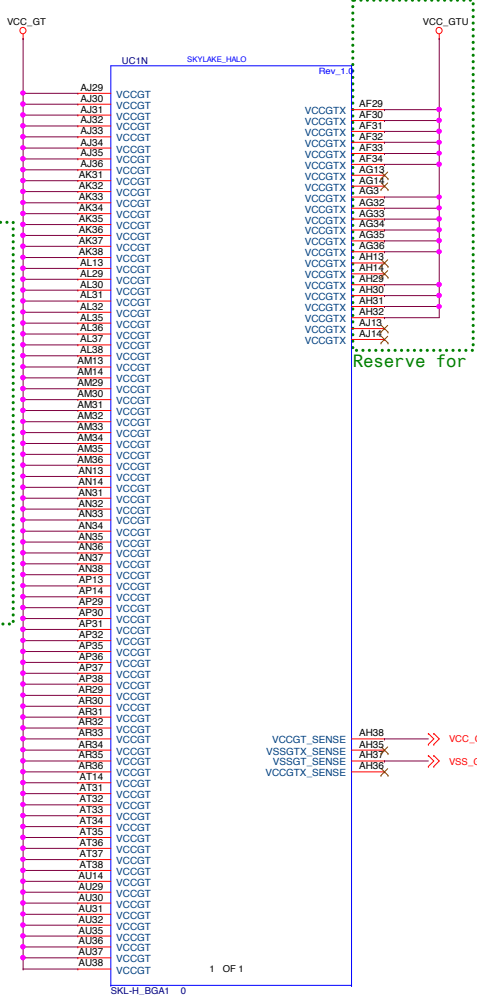 VCC_GT
VCC_GTU
UC1N
SKYLAKE_HALO
Rev_1.0
AJ29 VCCGT
AJ30 VCCGT
AJ31 VCCGT
AJ32 VCCGT
AJ33 VCCGT
AJ34 VCCGT
AJ35 VCCGT
AJ36 VCCGT
AK31 VCCGT
AK32 VCCGT
AK33 VCCGT
AK34 VCCGT
AK35 VCCGT
AK36 VCCGT
AK37 VCCGT
AK38 VCCGT
AL13 VCCGT
AL29 VCCGT
AL30 VCCGT
AL31 VCCGT
AL32 VCCGT
AL35 VCCGT
AL36 VCCGT
AL37 VCCGT
AL38 VCCGT
AM13 VCCGT
AM14 VCCGT
AM29 VCCGT
AM30 VCCGT
AM31 VCCGT
AM32 VCCGT
AM33 VCCGT
AM34 VCCGT
AM35 VCCGT
AM36 VCCGT
AN13 VCCGT
AN14 VCCGT
AN31 VCCGT
AN32 VCCGT
AN33 VCCGT
AN34 VCCGT
AN35 VCCGT
AN36 VCCGT
AN37 VCCGT
AN38 VCCGT
AP13 VCCGT
AP14 VCCGT
AP29 VCCGT
AP30 VCCGT
AP31 VCCGT
AP32 VCCGT
AP35 VCCGT
AP36 VCCGT
AP37 VCCGT
AP38 VCCGT
AR29 VCCGT
AR30 VCCGT
AR31 VCCGT
AR32 VCCGT
AR33 VCCGT
AR34 VCCGT
AR35 VCCGT
AR36 VCCGT
AT14 VCCGT
AT31 VCCGT
AT32 VCCGT
AT33 VCCGT
AT34 VCCGT
AT35 VCCGT
AT36 VCCGT
AT37 VCCGT
AT38 VCCGT
AU14 VCCGT
AU29 VCCGT
AU30 VCCGT
AU31 VCCGT
AU32 VCCGT
AU35 VCCGT
AU36 VCCGT
AU37 VCCGT
AU38 VCCGT
VCCGTX AF29
VCCGTX AF30
VCCGTX AF31
VCCGTX AF32
VCCGTX AF33
VCCGTX AF34
VCCGTX AG13
VCCGTX AG14
VCCGTX AG3
VCCGTX AG32
VCCGTX AG33
VCCGTX AG34
VCCGTX AG35
VCCGTX AG36
VCCGTX AH13
VCCGTX AH14
VCCGTX AH29
VCCGTX AH30
VCCGTX AH31
VCCGTX AH32
VCCGTX AJ13
VCCGTX AJ14
Reserve for
VCCGT_SENSE AH38 VCC_
VSSGTX_SENSE AH35
VSSGT_SENSE AH37 VSS_
VCCGTX_SENSE AH36
1 OF 1
SKL-H_BGA1 0